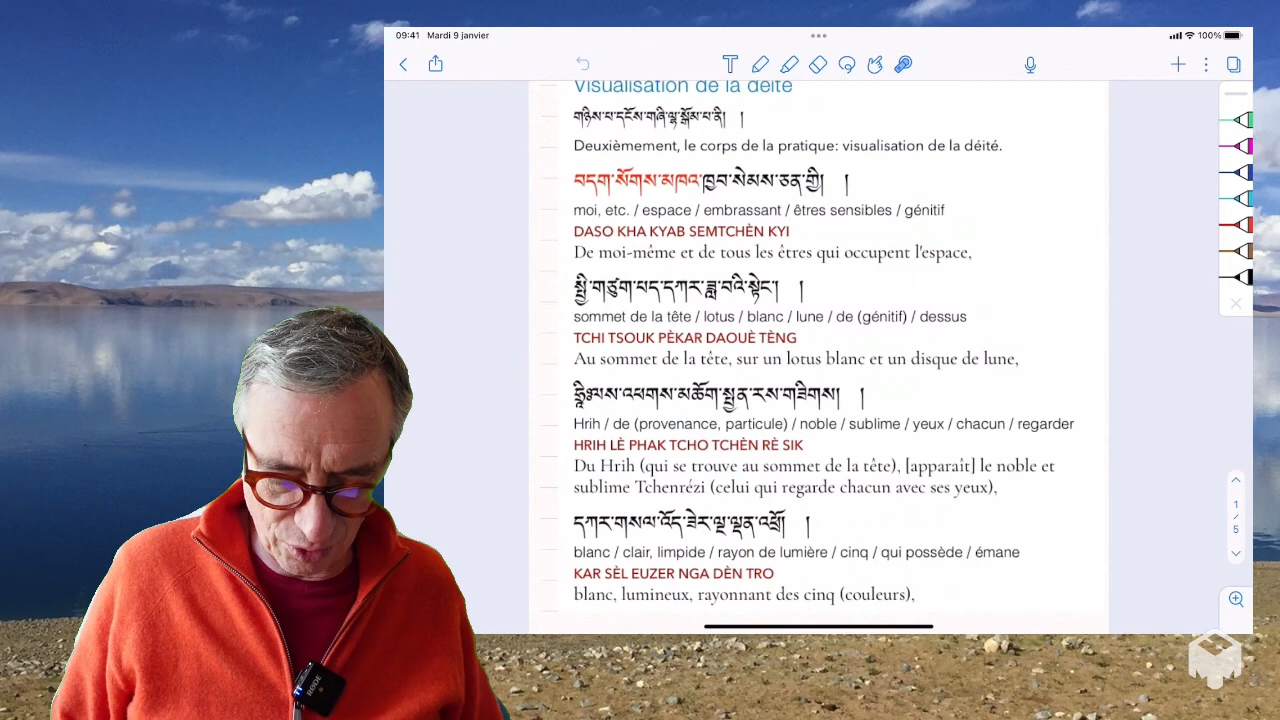 09:41 Mardi 9 janvier
100%
Visualisation de la déité
གཉིས་པ་དངོས་གཞི་ལྷ་སྒོམ་པ་ནི། །
Deuxièmement, le corps de la pratique: visualisation de la déité.
བདག་སོགས་མཁའ་ཁྱབ་སེམས་ཅན་གྱི། །
moi, etc. / espace / embrassant / êtres sensibles / génitif
DASO KHA KYAB SEMTCHÈN KYI
De moi-même et de tous les êtres qui occupent l'espace,
སྤྱི་གཙུག་པད་དཀར་ཟླ་བའི་སྟེང་། །
sommet de la tête / lotus / blanc / lune / de (génitif) / dessus
TCHI TSOUK PÈKAR DAOUÈ TÈNG
Au sommet de la tête, sur un lotus blanc et un disque de lune,
ཧྲཱིཿལས་འཕགས་མཆོག་སྤྱན་རས་གཟིགས། །
Hrih / de (provenance, particule) / noble / sublime / yeux / chacun / regarder
HRIH LÈ PHAK TCHO TCHÈN RÈ SIK
Du Hrih (qui se trouve au sommet de la tête), [apparaît] le noble et
sublime Tchenrézi (celui qui regarde chacun avec ses yeux),
དཀར་གསལ་འོད་ཟེར་ལྔ་ལྡན་འཕྲོ། །
blanc / clair, limpide / rayon de lumière / cinq / qui possède / émane
KAR SÈL EUZER NGA DÈN TRO
blanc, lumineux, rayonnant des cinq (couleurs),
1
/
5
RØDE